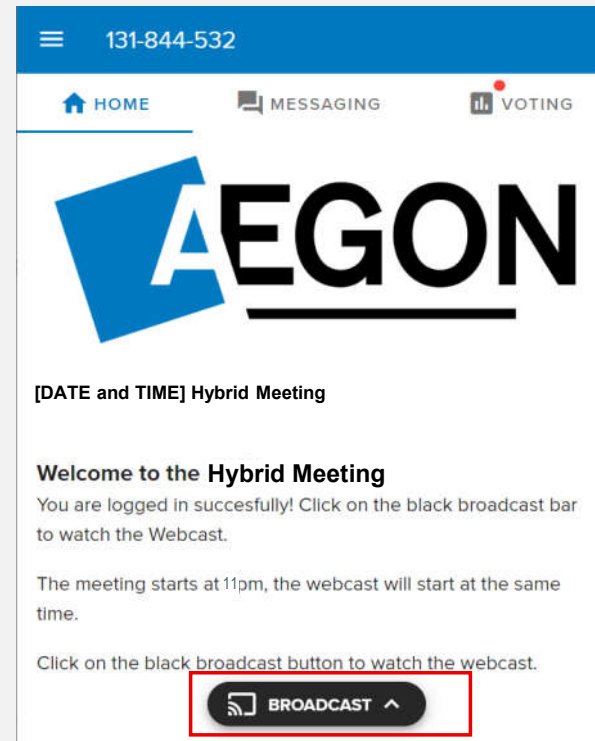 131-844-532
HOME MESSAGING VOTING
AEGON
[DATE and TIME] Hybrid Meeting
Welcome to the Hybrid Meeting
You are logged in succesfully! Click on the black broadcast bar
to watch the Webcast.
The meeting starts at 11pm, the webcast will start at the same
time.
Click on the black broadcast button to watch the webcast.
BROADCAST